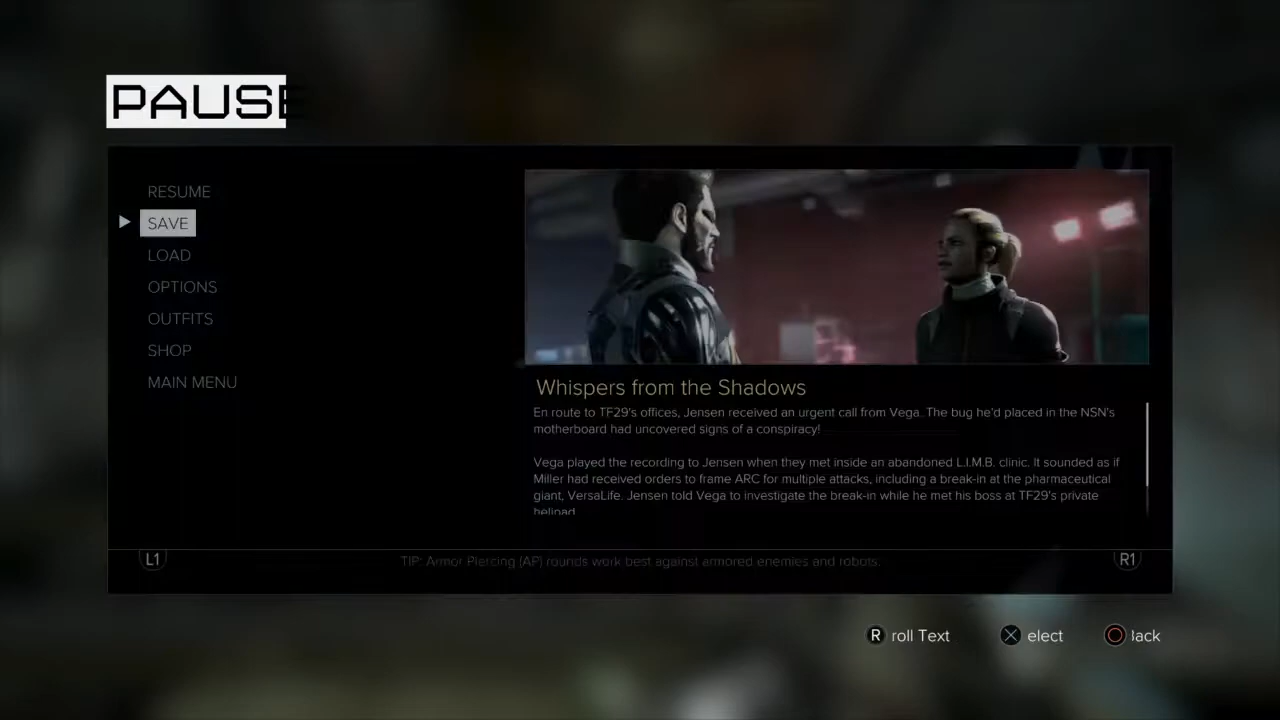 PAUSE
RESUME
SAVE
LOAD
OPTIONS
OUTFITS
SHOP
MAIN MENU
Whispers from the Shadows
En route to TF29's offices, Jensen received an urgent call from Vega. The bug he'd placed in the NSN's
motherboard had uncovered signs of a conspiracy!
Vega played the recording to Jensen when they met inside an abandoned L.I.M.B. clinic. It sounded as if
Miller had received orders to frame ARC for multiple attacks, including a break-in at the pharmaceutical
giant, VersaLife. Jensen told Vega to investigate the break-in while he met his boss at TF29's private
helipad
L1 TIP: Armor Piercing (AP) rounds work best against armored enemies and robots. R1
R roll Text elect lack